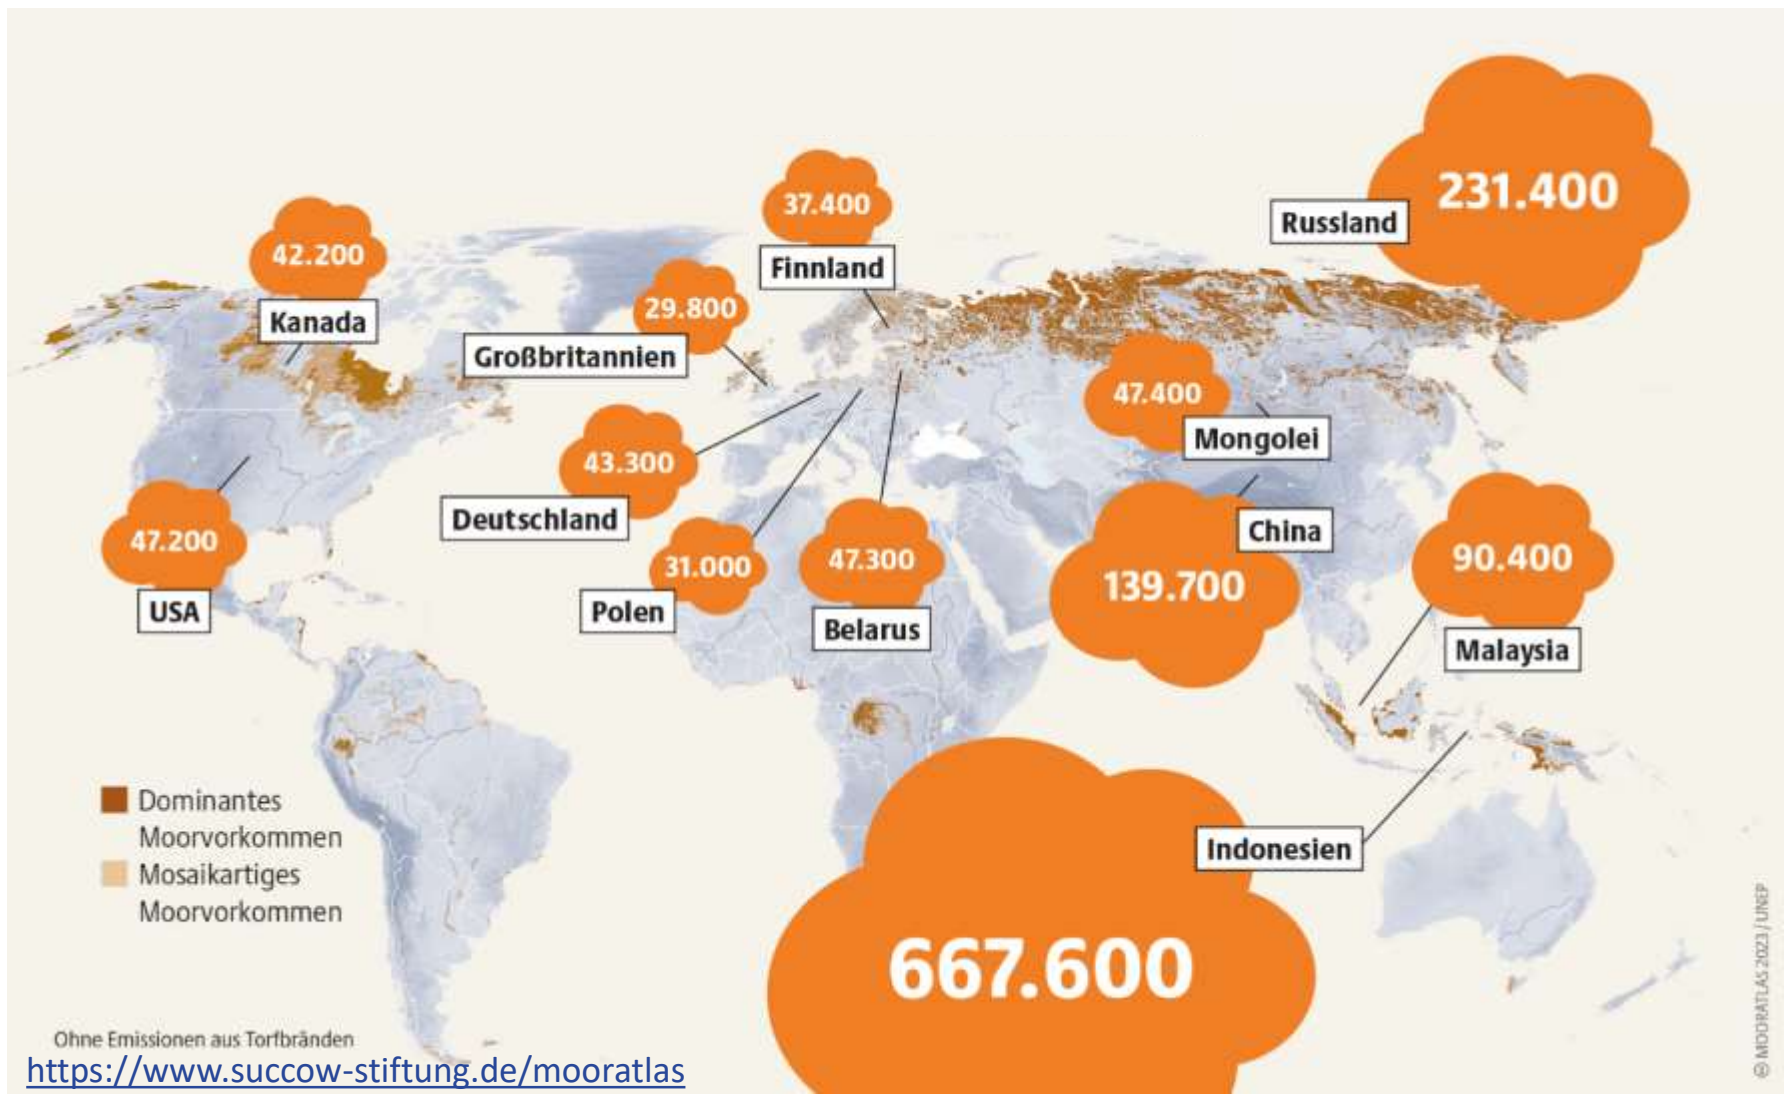 231.400
Russland
37.400
Finnland
42.200
Kanada
29.800
Großbritannien
47.400
Mongolei
43.300
Deutschland
47.200
USA
31.000
Polen
47.300
Belarus
139.700
China
90.400
Malaysia
667.600
Indonesien
Dominantes
Moorvorkommen
Mosaikartiges
Moorvorkommen
Ohne Emissionen aus Torfbränden
https://www.succow-stiftung.de/mooratlas
© MOORATLAS 2023 / UNEP